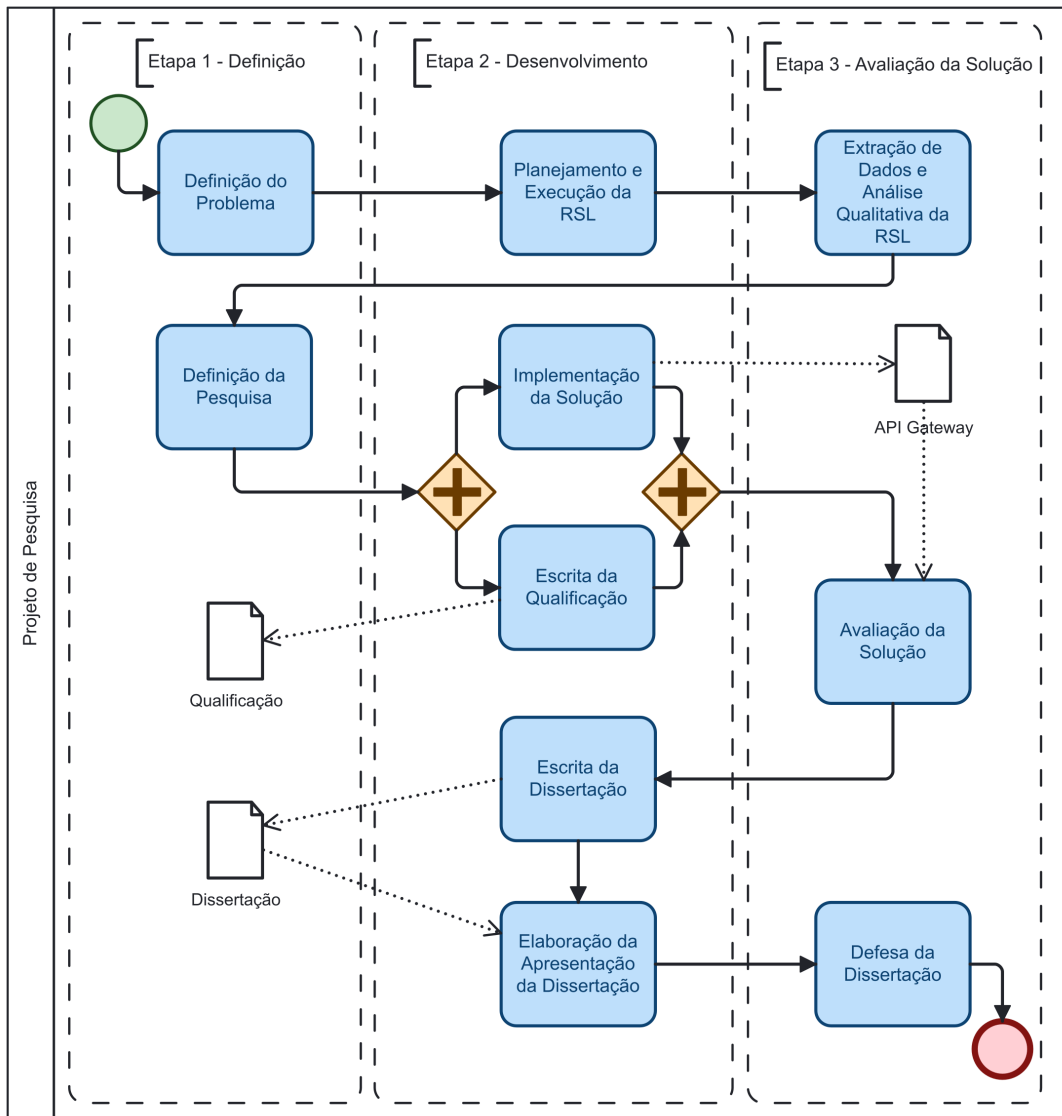 Projeto de Pesquisa
Etapa 1 - Definição
Etapa 2 - Desenvolvimento
Etapa 3 - Avaliação da Solução
Definição do
Problema
Planejamento e
Execução da
RSL
Extração de
Dados e
Análise
Qualitativa da
RSL
Definição da
Pesquisa
Implementação
da Solução
API Gateway
Escrita da
Qualificação
Qualificação
Avaliação da
Solução
Escrita da
Dissertação
Dissertação
Elaboração da
Apresentação
da Dissertação
Defesa da
Dissertação